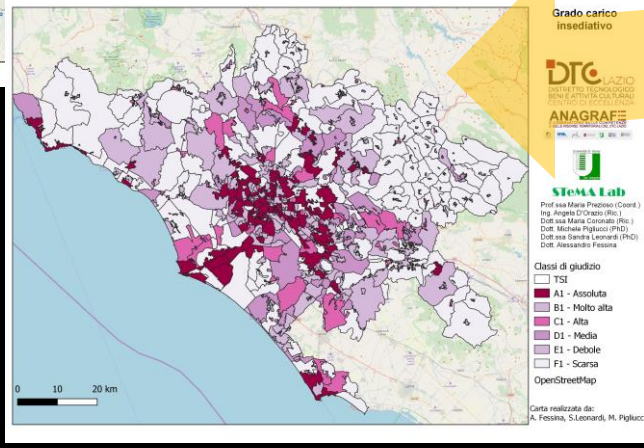 Grado carico
insediativo
DTC LAZIO
DISTRETTO TECNOLOGICO
BENI E ATTIVITÀ CULTURALI
CENTRO DI ECCELLENZA
ANAGRAFE
STeMA Lab
Prof.ssa Maria Prezioso (Coord.)
Ing. Angela D'Orazio (Ric.)
Dott.ssa Maria Coronato (Ric.)
Dott. Michele Pigliucci (PhD)
Dott.ssa Sandra Leonardi (PhD)
Dott. Alessandro Fessina
Classi di giudizio
TSI
A1 - Assoluta
B1 - Molto alta
C1 - Alta
D1 - Media
E1 - Debole
F1 - Scarsa
OpenStreetMap
Carta realizzata da:
A. Fessina, S.Leonardi, M. Pigliucc
0 10 20 km